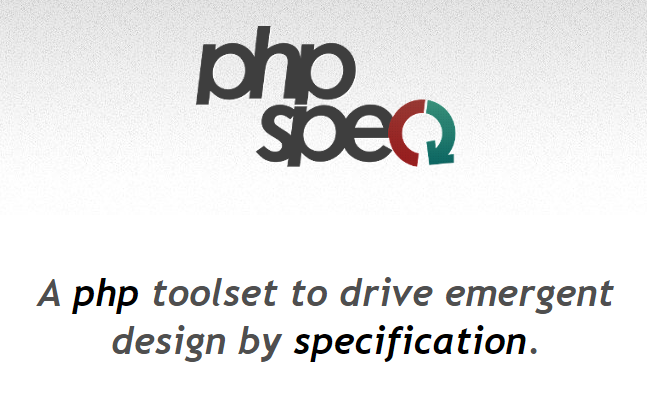 php
spec
A php toolset to drive emergent
design by specification.